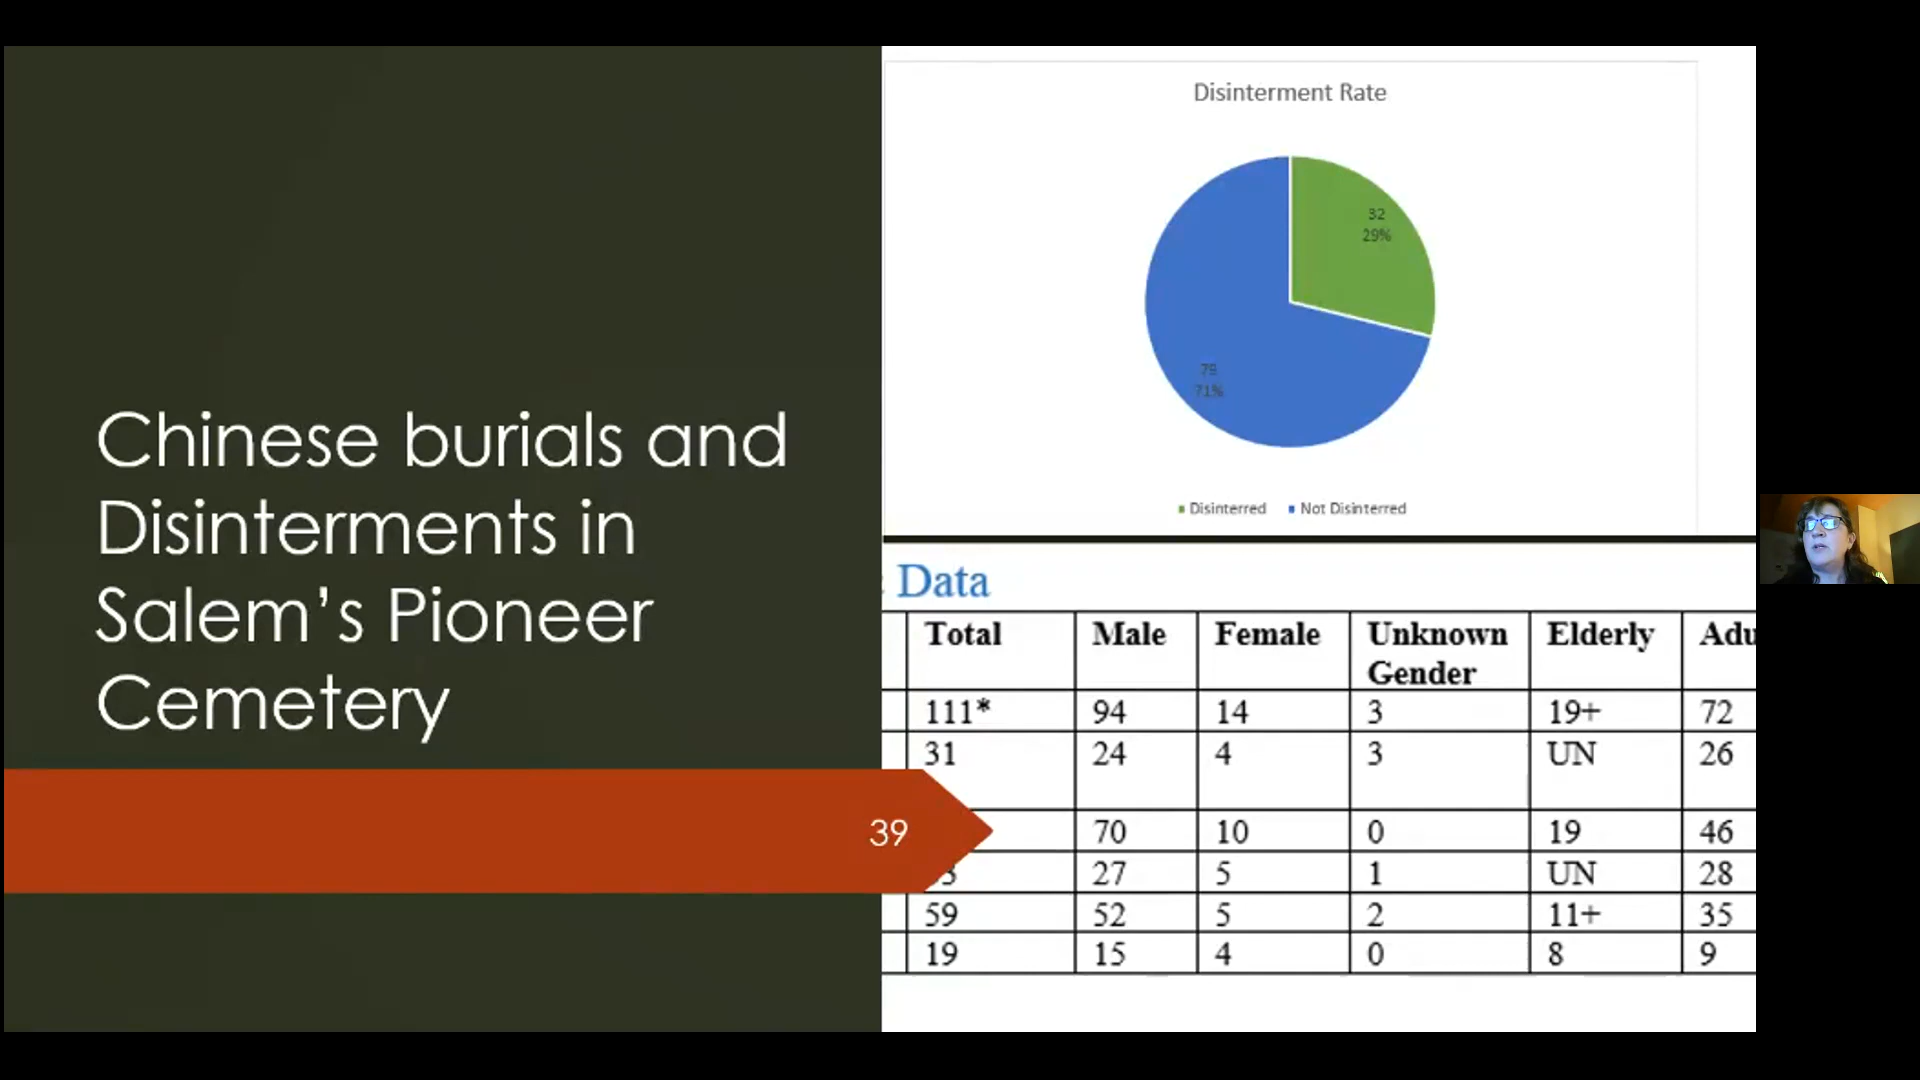 Chinese burials and
Disinterments in
Salem’s Pioneer
Cemetery
39
Disinterment Rate
32
29%
79
71%
Disinterred Not Disinterred
Data
Total Male Female Unknown Gender Elderly Adu
111* 94 14 3 19+ 72
31 24 4 3 UN 26
70 10 0 19 46
3 27 5 1 UN 28
59 52 5 2 11+ 35
19 15 4 0 8 9